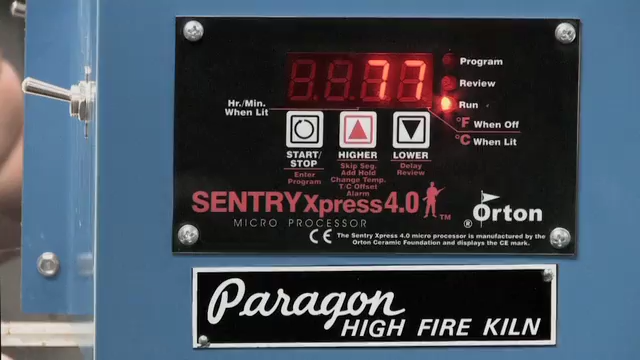 77
Program
Review
Run
°F When Off
°C When Lit
Hr./Min.
When Lit
START/
STOP
Enter
Program
HIGHER
Skip Seg.
Add Hold
Change Temp.
T/C Offset
Alarm
LOWER
Delay
Review
SENTRY Xpress 4.0 ™
MICRO PROCESSOR
® Orton
CE The Sentry Xpress 4.0 micro processor is manufactured by the
Orton Ceramic Foundation and displays the CE mark.
Paragon
HIGH FIRE KILN